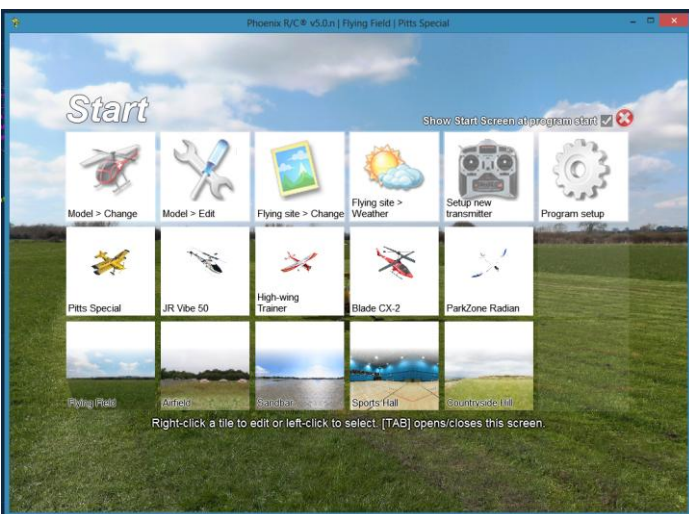 Phoenix R/C® v5.0.n | Flying Field | Pitts Special
Start
Show Start Screen at program start
Model > Change
Model > Edit
Flying site > Change
Flying site >
Weather
Setup new
transmitter
Program setup
Pitts Special
JR Vibe 50
High-wing
Trainer
Blade CX-2
ParkZone Radian
Flying Field
Airfield
Sandbar
Sports Hall
Countryside Hill
Right-click a tile to edit or left-click to select. [TAB] opens/closes this screen.